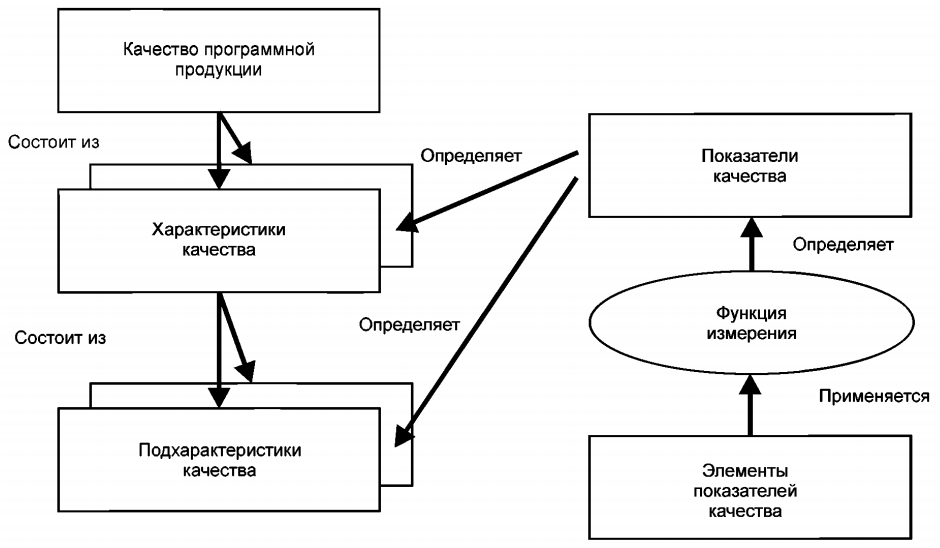 Качество программной
продукции
Состоит из
Определяет
Показатели
качества
Характеристики
качества
Определяет
Состоит из
Определяет
Функция
измерения
Применяется
Подхарактеристики
качества
Элементы
показателей
качества